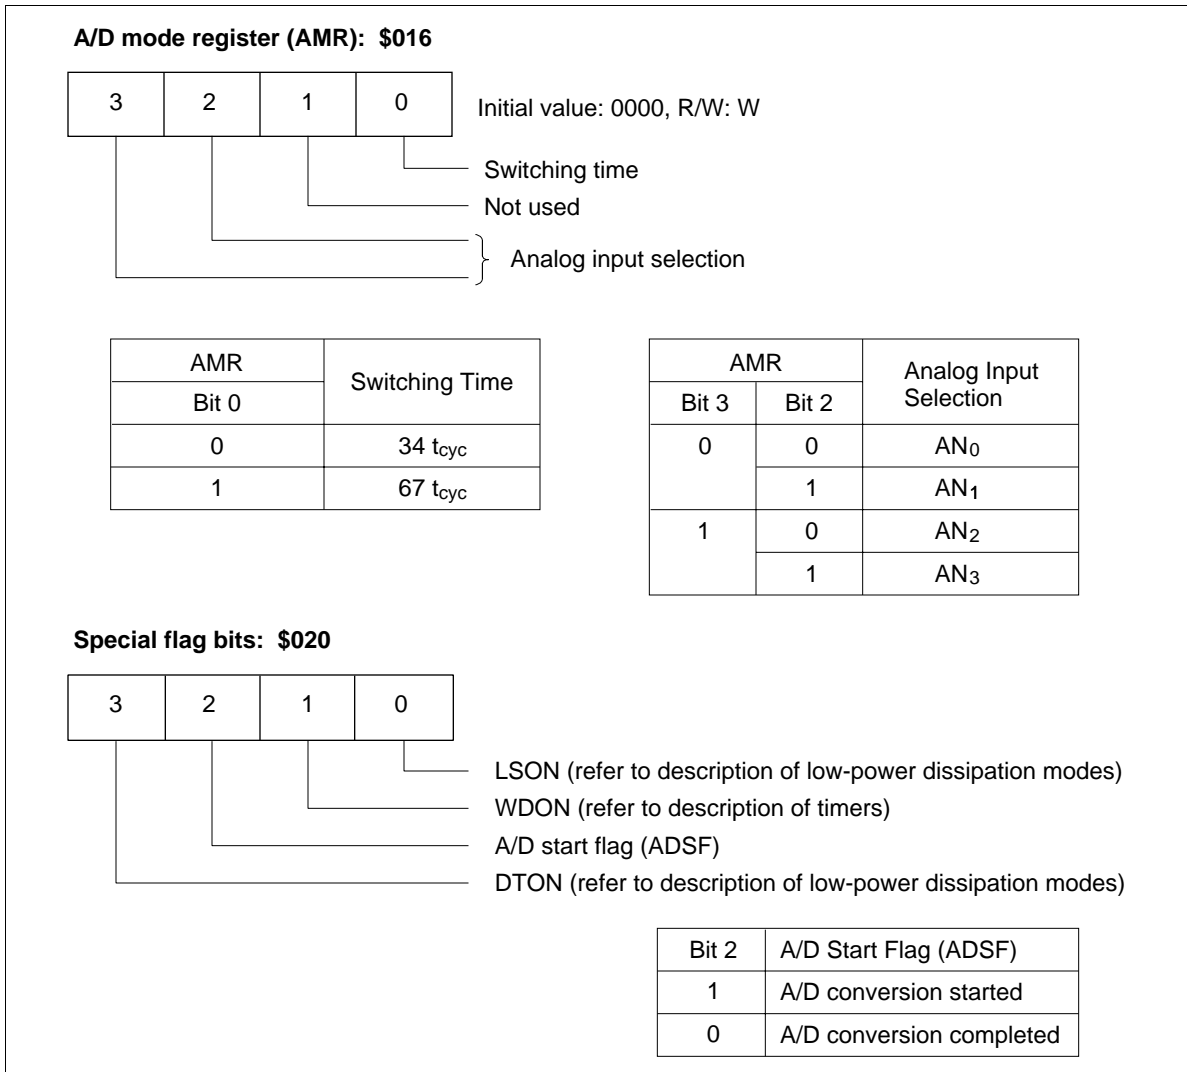 A/D mode register (AMR): $016
3 2 1 0
Initial value: 0000, R/W: W
Switching time
Not used
Analog input selection
AMR Switching Time
Bit 0
0 34 tcyc
1 67 tcyc
AMR Analog Input Selection
Bit 3 Bit 2
0 0 AN0
1 AN1
1 0 AN2
1 AN3
Special flag bits: $020
3 2 1 0
LSON (refer to description of low-power dissipation modes)
WDON (refer to description of timers)
A/D start flag (ADSF)
DTON (refer to description of low-power dissipation modes)
Bit 2 A/D Start Flag (ADSF)
1 A/D conversion started
0 A/D conversion completed